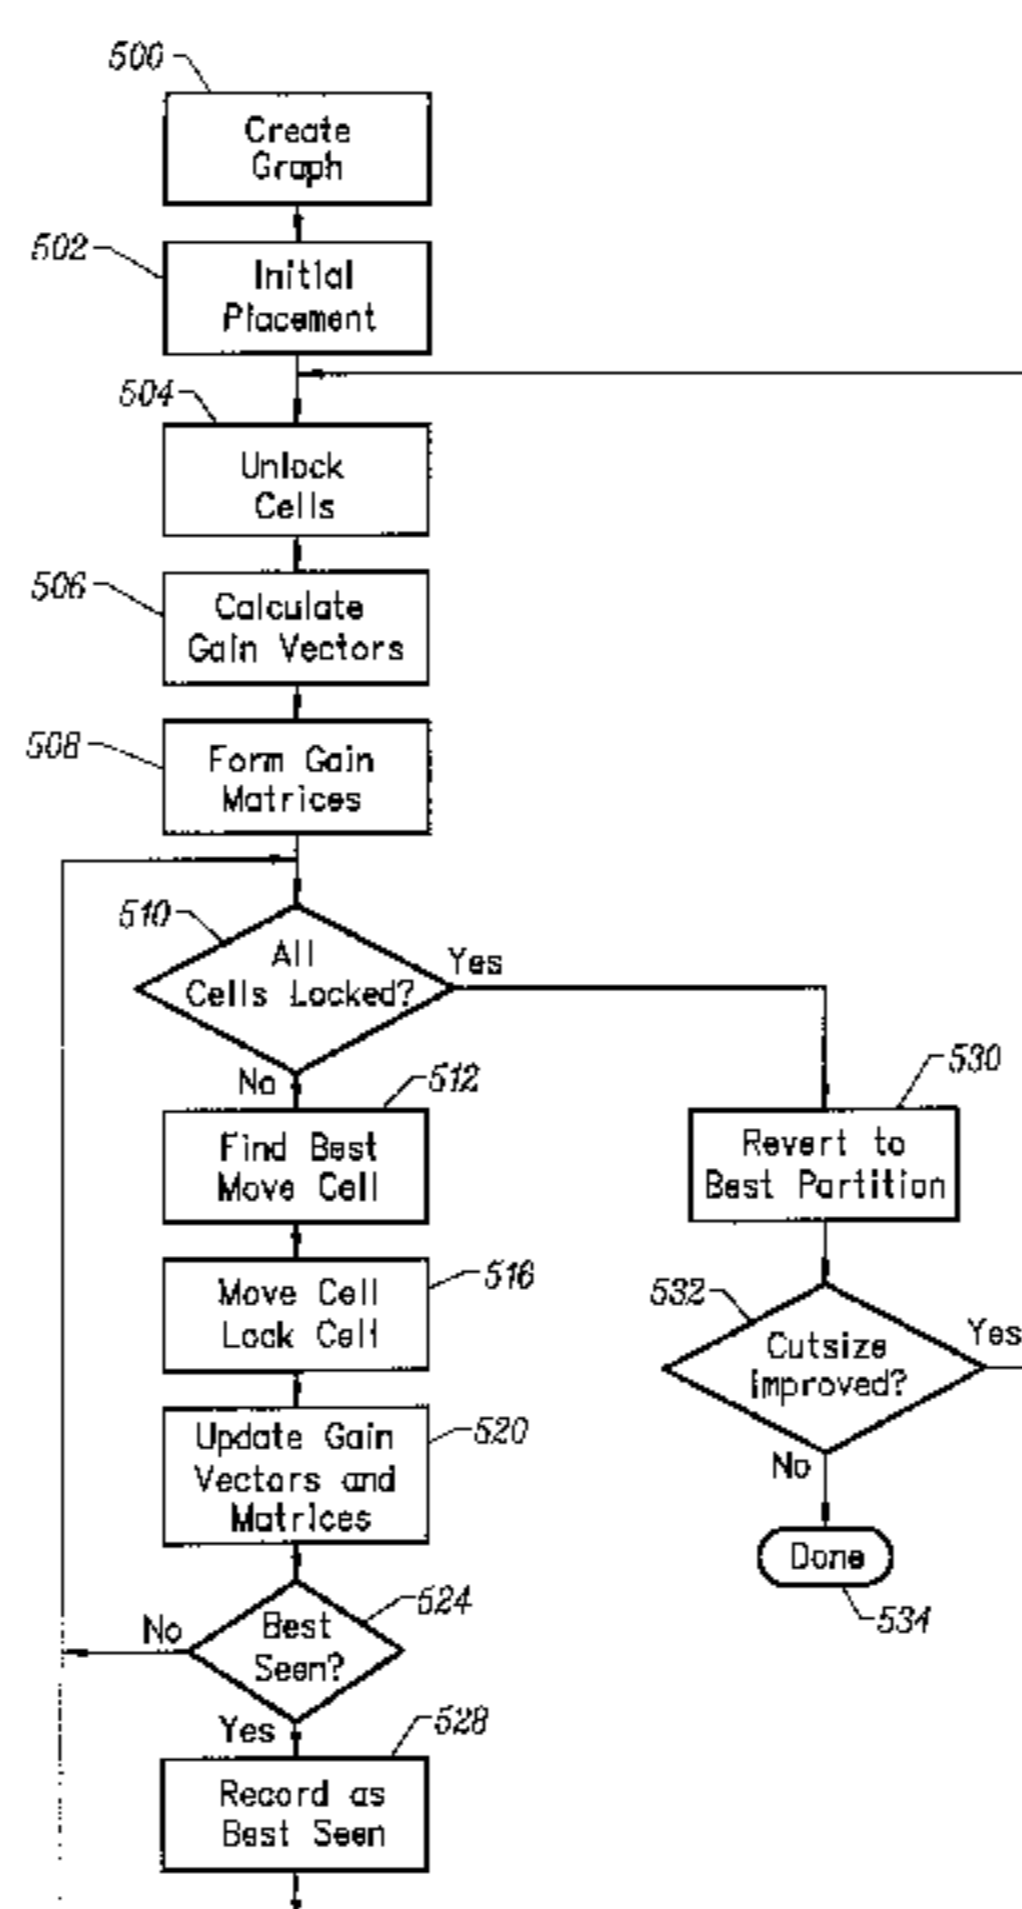 500
Create
Graph
502
Initial
Placement
504
Unlock
Cells
506
Calculate
Gain Vectors
508
Form Gain
Matrices
510
All
Cells Locked?
Yes
No
512
Find Best
Move Cell
516
Move Cell
Lock Cell
520
Update Gain
Vectors and
Matrices
524
Best
Seen?
No
Yes
528
Record as
Best Seen
530
Revert to
Best Partition
532
Cutsize
Improved?
Yes
No
Done
534